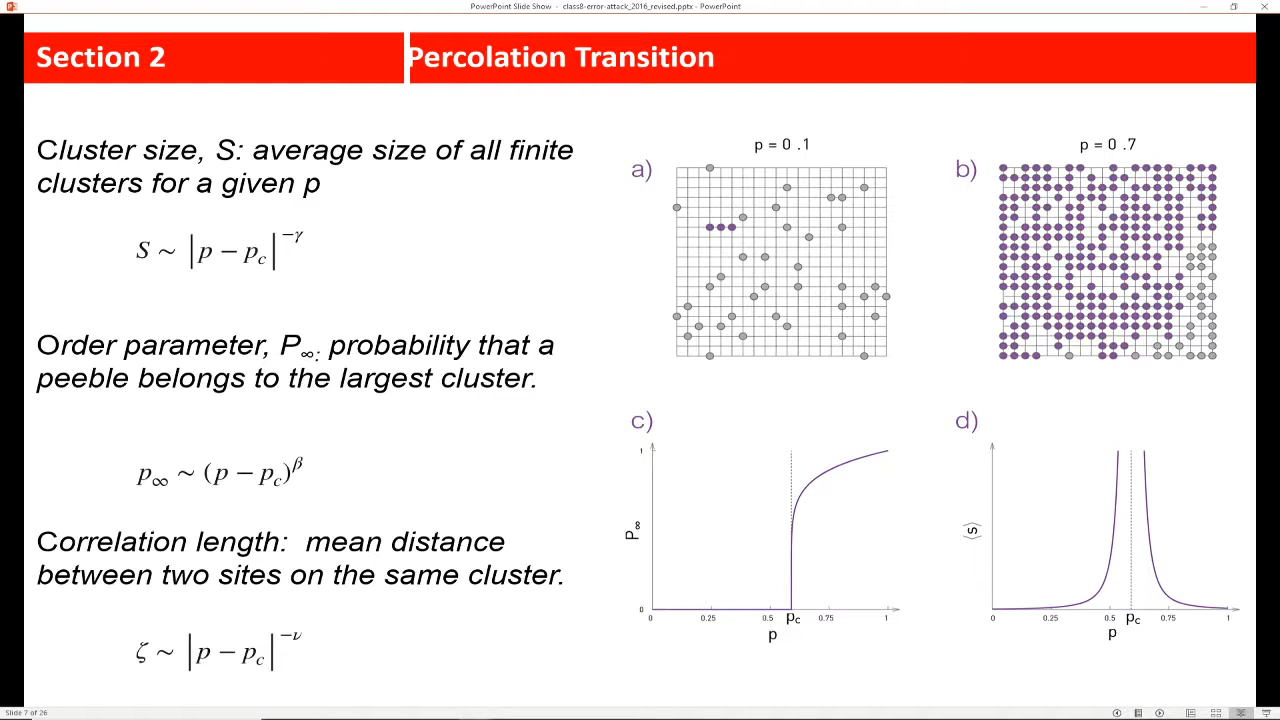 PowerPoint Slide Show - class8-error-attack_2016_revised.pptx - PowerPoint
Section 2
Percolation Transition
Cluster size, S: average size of all finite
clusters for a given p
S ∼ |p − p_c|^{−γ}
Order parameter, P_∞: probability that a
peeble belongs to the largest cluster.
p_∞ ∼ (p − p_c)^β
Correlation length: mean distance
between two sites on the same cluster.
ζ ∼ |p − p_c|^{−ν}
a)
p = 0 .1
b)
p = 0 .7
c)
1
P_∞
0
0 0.25 0.5 p_c 0.75 1
p
d)
⟨s⟩
0 0.25 0.5 p_c 0.75 1
p
Slide 7 of 26